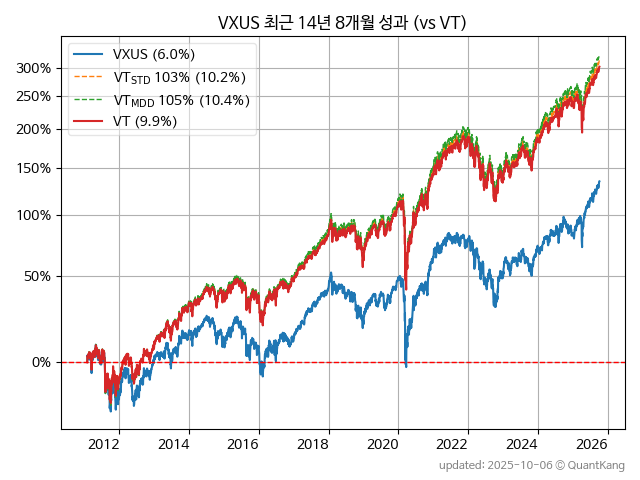 VXUS 최근 14년 8개월 성과 (vs VT)
VXUS (6.0%)
VT_STD 103% (10.2%)
VT_MDD 105% (10.4%)
VT (9.9%)
300%
250%
200%
150%
100%
50%
0%
2012 2014 2016 2018 2020 2022 2024 2026
updated: 2025-10-06 © QuantKang